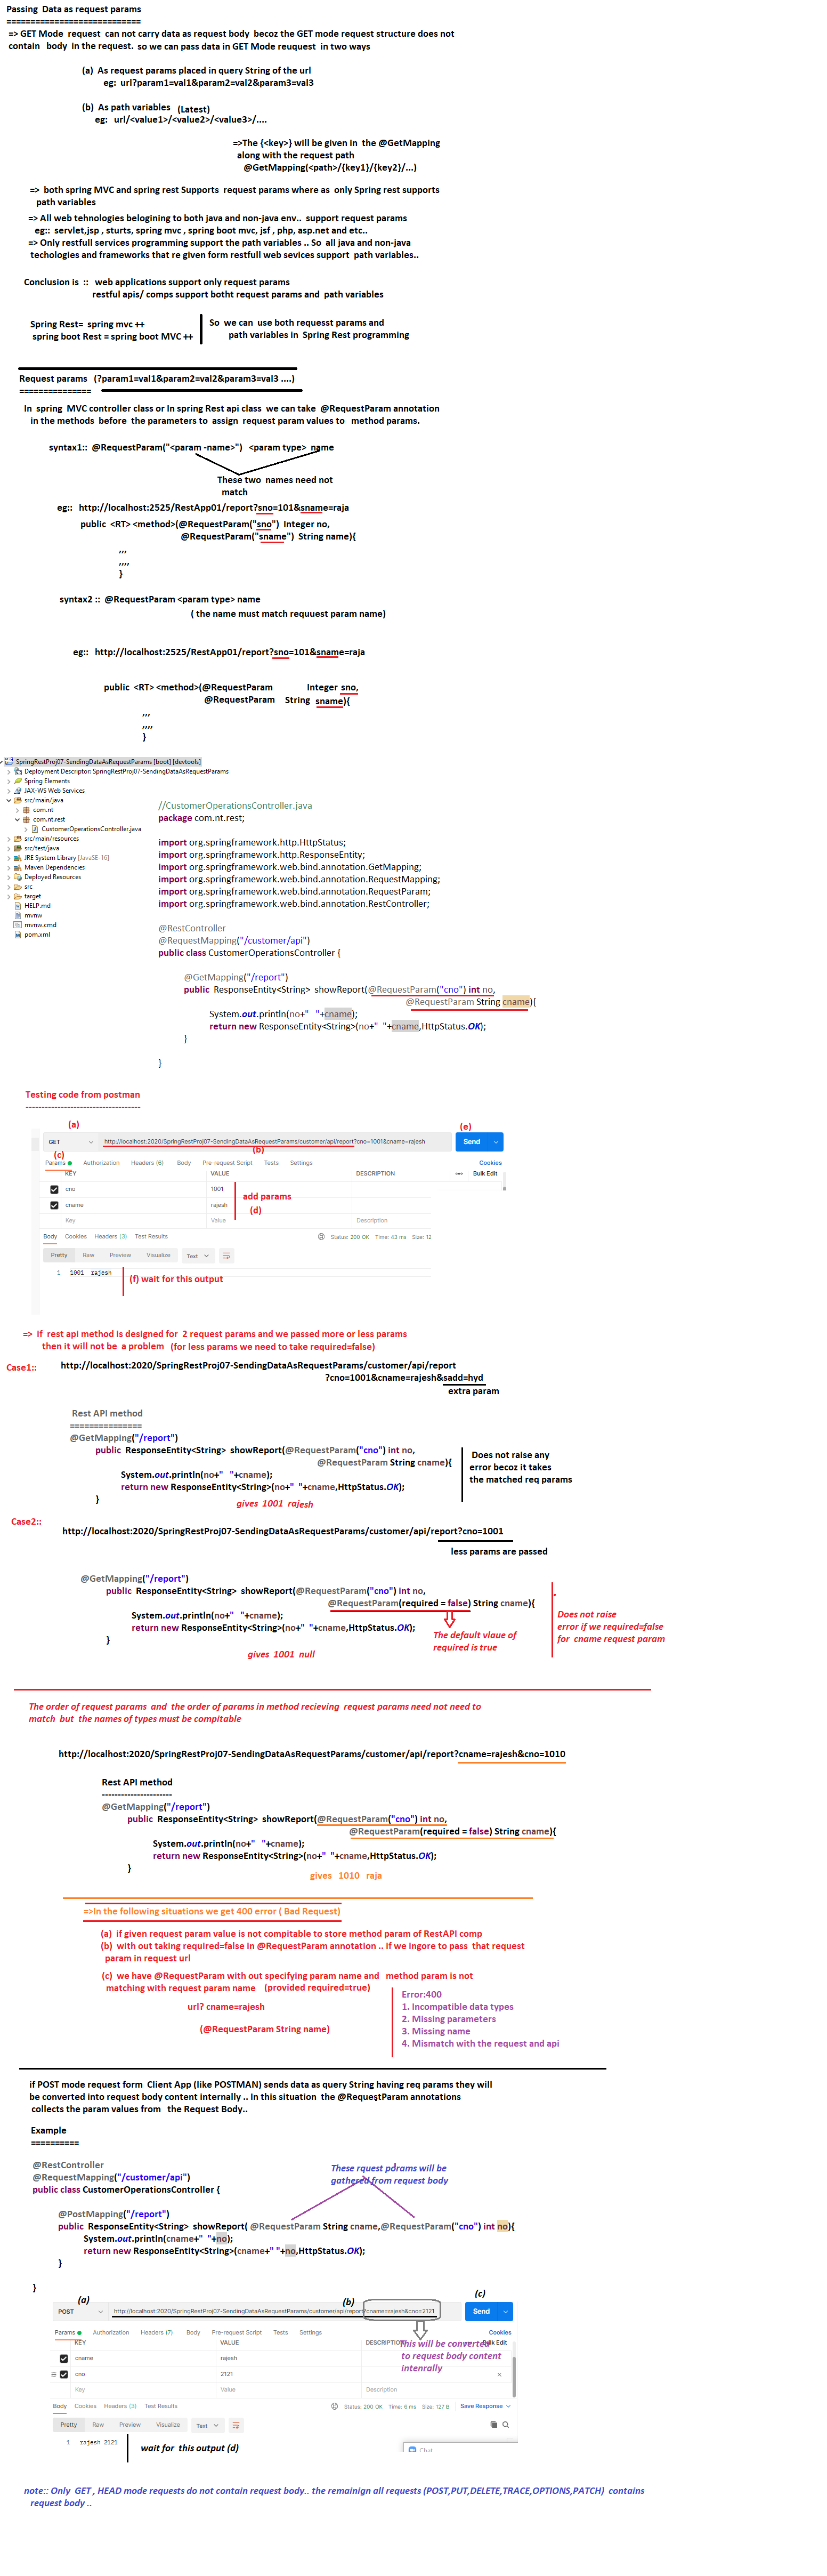 Passing Data as request params
============================
=> GET Mode request can not carry data as request body becoz the GET mode request structure does not
contain body in the request. so we can pass data in GET Mode reuquest in two ways
(a) As request params placed in query String of the url
eg: url?param1=val1&param2=val2&param3=val3
(b) As path variables (Latest)
eg: url/<value1>/<value2>/<value3>/....
=>The {<key>} will be given in the @GetMapping
along with the request path
@GetMapping(<path>/{key1}/{key2}/...)
=> both spring MVC and spring rest Supports request params where as only Spring rest supports
path variables
=> All web tehnologies belogining to both java and non-java env.. support request params
eg:: servlet,jsp , sturts, spring mvc , spring boot mvc, jsf , php, asp.net and etc..
=> Only restfull services programming support the path variables .. So all java and non-java
techologies and frameworks that re given form restfull web sevices support path variables..
Conclusion is :: web applications support only request params
restful apis/ comps support botht request params and path variables
Spring Rest= spring mvc ++
spring boot Rest = spring boot MVC ++
So we can use both requesst params and
path variables in Spring Rest programming
Request params (?param1=val1&param2=val2&param3=val3 ....)
===============
In spring MVC controller class or In spring Rest api class we can take @RequestParam annotation
in the methods before the parameters to assign request param values to method params.
syntax1:: @RequestParam("<param -name>") <param type> name
These two names need not
match
eg:: http://localhost:2525/RestApp01/report?sno=101&sname=raja
public <RT> <method>(@RequestParam("sno") Integer no,
@RequestParam("sname") String name){
,,,
,,,,
}
syntax2 :: @RequestParam <param type> name
( the name must match requuest param name)
eg:: http://localhost:2525/RestApp01/report?sno=101&sname=raja
public <RT> <method>(@RequestParam Integer sno,
@RequestParam String sname){
,,,
,,,,
}
SpringRestProj07-SendingDataAsRequestParams [boot] [devtools]
Deployment Descriptor: SpringRestProj07-SendingDataAsRequestParams
Spring Elements
JAX-WS Web Services
src/main/java
com.nt
com.nt.rest
CustomerOperationsController.java
src/main/resources
src/test/java
JRE System Library [JavaSE-16]
Maven Dependencies
Deployed Resources
src
target
HELP.md
mvnw
mvnw.cmd
pom.xml
//CustomerOperationsController.java
package com.nt.rest;
import org.springframework.http.HttpStatus;
import org.springframework.http.ResponseEntity;
import org.springframework.web.bind.annotation.GetMapping;
import org.springframework.web.bind.annotation.RequestMapping;
import org.springframework.web.bind.annotation.RequestParam;
import org.springframework.web.bind.annotation.RestController;
@RestController
@RequestMapping("/customer/api")
public class CustomerOperationsController {
@GetMapping("/report")
public ResponseEntity<String> showReport(@RequestParam("cno") int no,
@RequestParam String cname){
System.out.println(no+" "+cname);
return new ResponseEntity<String>(no+" "+cname,HttpStatus.OK);
}
}
Testing code from postman
------------------------------------
(a)
(e)
GET http://localhost:2020/SpringRestProj07-SendingDataAsRequestParams/customer/api/report?cno=1001&cname=rajesh Send
(c) (b)
Params Authorization Headers (6) Body Pre-request Script Tests Settings Cookies
KEY VALUE DESCRIPTION ••• Bulk Edit
cno 1001
add params
cname rajesh
(d)
Key Value Description
Body Cookies Headers (3) Test Results Status: 200 OK Time: 43 ms Size: 12
Pretty Raw Preview Visualize Text
1 1001 rajesh
(f) wait for this output
=> if rest api method is designed for 2 request params and we passed more or less params
then it will not be a problem (for less params we need to take required=false)
Case1:: http://localhost:2020/SpringRestProj07-SendingDataAsRequestParams/customer/api/report
?cno=1001&cname=rajesh&sadd=hyd
extra param
Rest API method
===============
@GetMapping("/report")
public ResponseEntity<String> showReport(@RequestParam("cno") int no,
@RequestParam String cname){
System.out.println(no+" "+cname);
return new ResponseEntity<String>(no+" "+cname,HttpStatus.OK);
}
gives 1001 rajesh
Does not raise any
error becoz it takes
the matched req params
Case2::
http://localhost:2020/SpringRestProj07-SendingDataAsRequestParams/customer/api/report?cno=1001
less params are passed
@GetMapping("/report")
public ResponseEntity<String> showReport(@RequestParam("cno") int no,
@RequestParam(required = false) String cname){
System.out.println(no+" "+cname);
return new ResponseEntity<String>(no+" "+cname,HttpStatus.OK);
}
The default vlaue of
required is true
gives 1001 null
Does not raise
error if we required=false
for cname request param
The order of request params and the order of params in method recieving request params need not need to
match but the names of types must be compitable
http://localhost:2020/SpringRestProj07-SendingDataAsRequestParams/customer/api/report?cname=rajesh&cno=1010
Rest API method
----------------------
@GetMapping("/report")
public ResponseEntity<String> showReport(@RequestParam("cno") int no,
@RequestParam(required = false) String cname){
System.out.println(no+" "+cname);
return new ResponseEntity<String>(no+" "+cname,HttpStatus.OK);
}
gives 1010 raja
=>In the following situations we get 400 error ( Bad Request)
(a) if given request param value is not compitable to store method param of RestAPI comp
(b) with out taking required=false in @RequestParam annotation .. if we ingore to pass that request
param in request url
(c) we have @RequestParam with out specifying param name and method param is not
matching with request param name (provided required=true)
url? cname=rajesh
(@RequestParam String name)
Error:400
1. Incompatible data types
2. Missing parameters
3. Missing name
4. Mismatch with the request and api
if POST mode request form Client App (like POSTMAN) sends data as query String having req params they will
be converted into request body content internally .. In this situation the @RequestParam annotations
collects the param values from the Request Body..
Example
==========
@RestController
@RequestMapping("/customer/api")
public class CustomerOperationsController {
These rquest params will be
gathered from request body
@PostMapping("/report")
public ResponseEntity<String> showReport( @RequestParam String cname,@RequestParam("cno") int no){
System.out.println(cname+" "+no);
return new ResponseEntity<String>(cname+" "+no,HttpStatus.OK);
}
}
(a) (b) (c)
POST http://localhost:2020/SpringRestProj07-SendingDataAsRequestParams/customer/api/report?cname=rajesh&cno=2121 Send
Params Authorization Headers (7) Body Pre-request Script Tests Settings Cookies
KEY VALUE DESCRIPTION Bulk Edit
This will be converted
to request body content
intenrally
cname rajesh
cno 2121
Key Value Description
Body Cookies Headers (3) Test Results Status: 200 OK Time: 6 ms Size: 127 B Save Response
Pretty Raw Preview Visualize Text
1 rajesh 2121
wait for this output (d)
Chat
note:: Only GET , HEAD mode requests do not contain request body.. the remainign all requests (POST,PUT,DELETE,TRACE,OPTIONS,PATCH) contains
request body ..